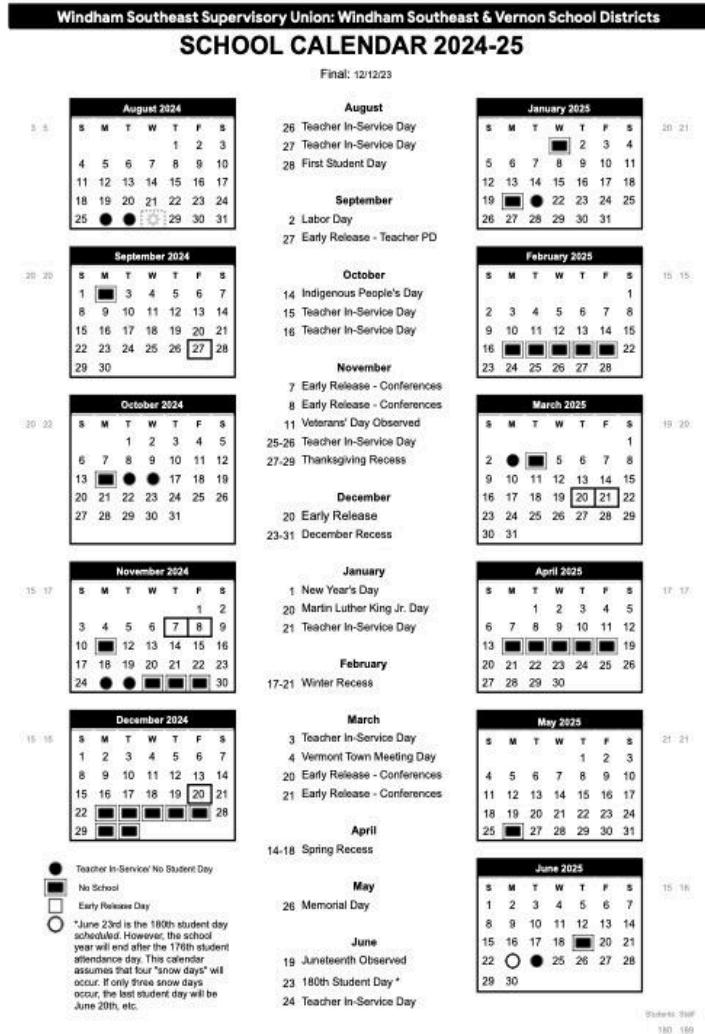 Windham Southeast Supervisory Union: Windham Southeast & Vernon School Districts
SCHOOL CALENDAR 2024-25
Final: 12/12/23
3 5
August 2024
S M T W T F S
1 2 3
4 5 6 7 8 9 10
11 12 13 14 15 16 17
18 19 20 21 22 23 24
25 29 30 31
20 20
September 2024
S M T W T F S
1 3 4 5 6 7
8 9 10 11 12 13 14
15 16 17 18 19 20 21
22 23 24 25 26 27 28
29 30
20 22
October 2024
S M T W T F S
1 2 3 4 5
6 7 8 9 10 11 12
13 17 18 19
20 21 22 23 24 25 26
27 28 29 30 31
15 17
November 2024
S M T W T F S
1 2
3 4 5 6 7 8 9
10 12 13 14 15 16
17 18 19 20 21 22 23
24 30
15 15
December 2024
S M T W T F S
1 2 3 4 5 6 7
8 9 10 11 12 13 14
15 16 17 18 19 20 21
22 28
29
Teacher In-Service/ No Student Day
No School
Early Release Day
*June 23rd is the 180th student day
scheduled. However, the school
year will end after the 176th student
attendance day. This calendar
assumes that four "snow days" will
occur. If only three snow days
occur, the last student day will be
June 20th, etc.
August
26 Teacher In-Service Day
27 Teacher In-Service Day
28 First Student Day
September
2 Labor Day
27 Early Release - Teacher PD
October
14 Indigenous People's Day
15 Teacher In-Service Day
16 Teacher In-Service Day
November
7 Early Release - Conferences
8 Early Release - Conferences
11 Veterans' Day Observed
25-26 Teacher In-Service Day
27-29 Thanksgiving Recess
December
20 Early Release
23-31 December Recess
January
1 New Year's Day
20 Martin Luther King Jr. Day
21 Teacher In-Service Day
February
17-21 Winter Recess
March
3 Teacher In-Service Day
4 Vermont Town Meeting Day
20 Early Release - Conferences
21 Early Release - Conferences
April
14-18 Spring Recess
May
26 Memorial Day
June
19 Juneteenth Observed
23 180th Student Day *
24 Teacher In-Service Day
January 2025
S M T W T F S
2 3 4
5 6 7 8 9 10 11
12 13 14 15 16 17 18
19 22 23 24 25
26 27 28 29 30 31
20 21
February 2025
S M T W T F S
1
2 3 4 5 6 7 8
9 10 11 12 13 14 15
16 22
23 24 25 26 27 28
15 15
March 2025
S M T W T F S
1
2 5 6 7 8
9 10 11 12 13 14 15
16 17 18 19 20 21 22
23 24 25 26 27 28 29
30 31
19 20
April 2025
S M T W T F S
1 2 3 4 5
6 7 8 9 10 11 12
13 19
20 21 22 23 24 25 26
27 28 29 30
17 17
May 2025
S M T W T F S
1 2 3
4 5 6 7 8 9 10
11 12 13 14 15 16 17
18 19 20 21 22 23 24
25 27 28 29 30 31
21 21
June 2025
S M T W T F S
1 2 3 4 5 6 7
8 9 10 11 12 13 14
15 16 17 18 20 21
22 25 26 27 28
29 30
15 16
Students Staff
180 189